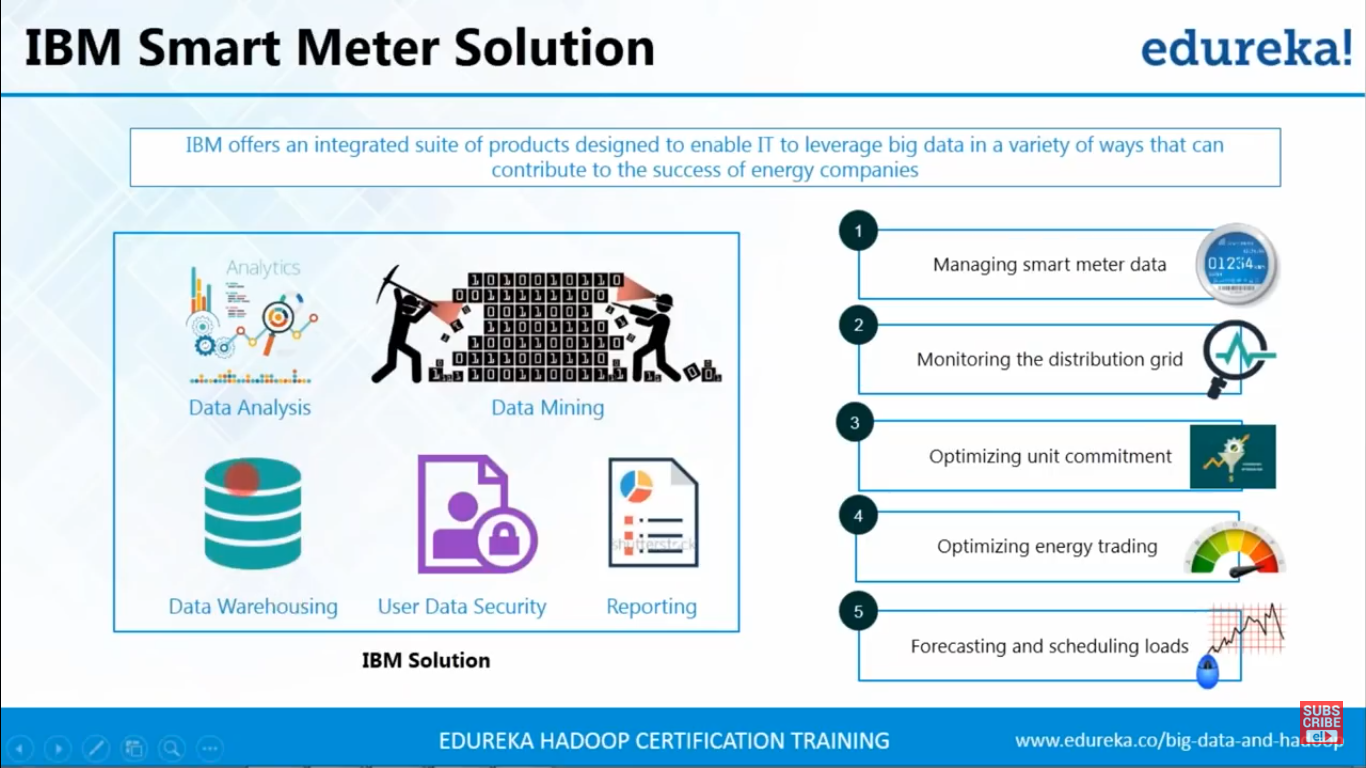 IBM Smart Meter Solution
edureka!
IBM offers an integrated suite of products designed to enable IT to leverage big data in a variety of ways that can
contribute to the success of energy companies
Analytics
Data Analysis
Data Mining
Data Warehousing
User Data Security
shutterstock
Reporting
IBM Solution
1
Managing smart meter data
01234
2
Monitoring the distribution grid
3
Optimizing unit commitment
4
Optimizing energy trading
5
Forecasting and scheduling loads
EDUREKA HADOOP CERTIFICATION TRAINING
www.edureka.co/big-data-and-hadoop
SUBS
CRIBE
e!